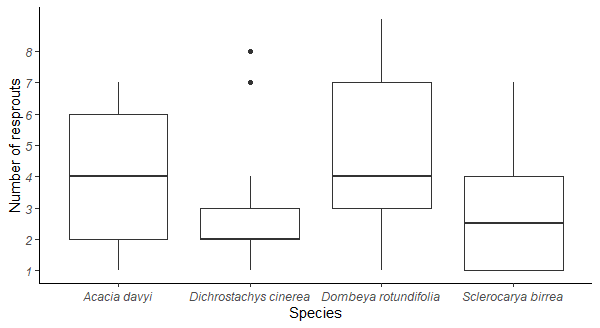 Number of resprouts
8
7
6
5
4
3
2
1
Acacia davyi Dichrostachys cinerea Dombeya rotundifolia Sclerocarya birrea
Species